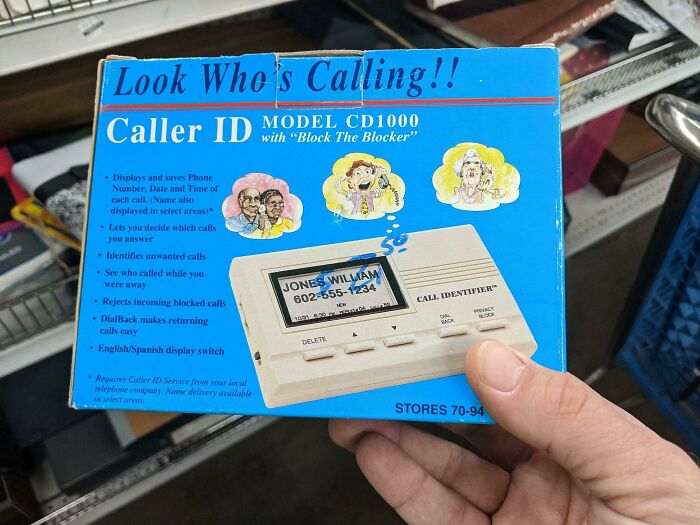 Look Who's Calling!!
Caller ID MODEL CD1000
with "Block The Blocker"
• Displays and saves Phone
Number, Date and Time of
each call. (Name also
displayed in select areas)*
• Lets you decide which calls
you answer
• Identifies unwanted calls
• See who called while you
were away
• Rejects incoming blocked calls
• DialBack makes returning
calls easy
• English/Spanish display switch
* Requires Caller ID Service from your local
telephone company. Name delivery available
in select areas.
JONES WILLIAM
602-555-1234
NEW
CALL IDENTIFIER™
DELETE
DIAL
BACK
PRIVACY
BLOCK
STORES 70-94